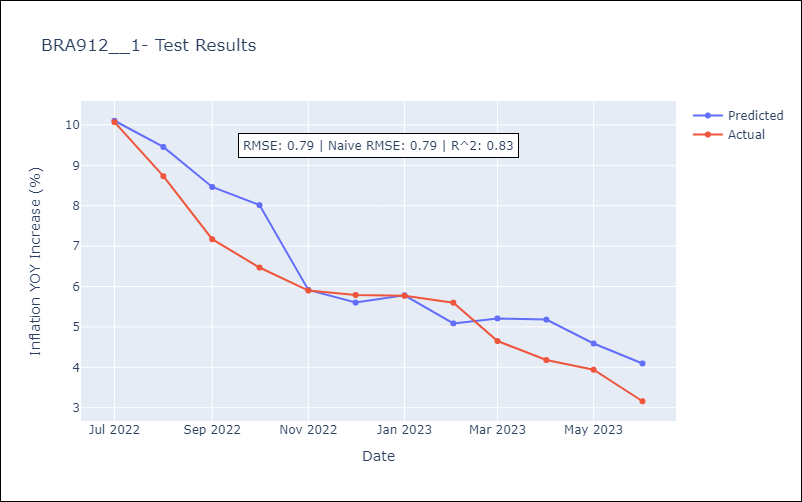 BRA912__1- Test Results
Predicted
Actual
RMSE: 0.79 | Naive RMSE: 0.79 | R^2: 0.83
Inflation YOY Increase (%)
10
9
8
7
6
5
4
3
Jul 2022
Sep 2022
Nov 2022
Jan 2023
Mar 2023
May 2023
Date